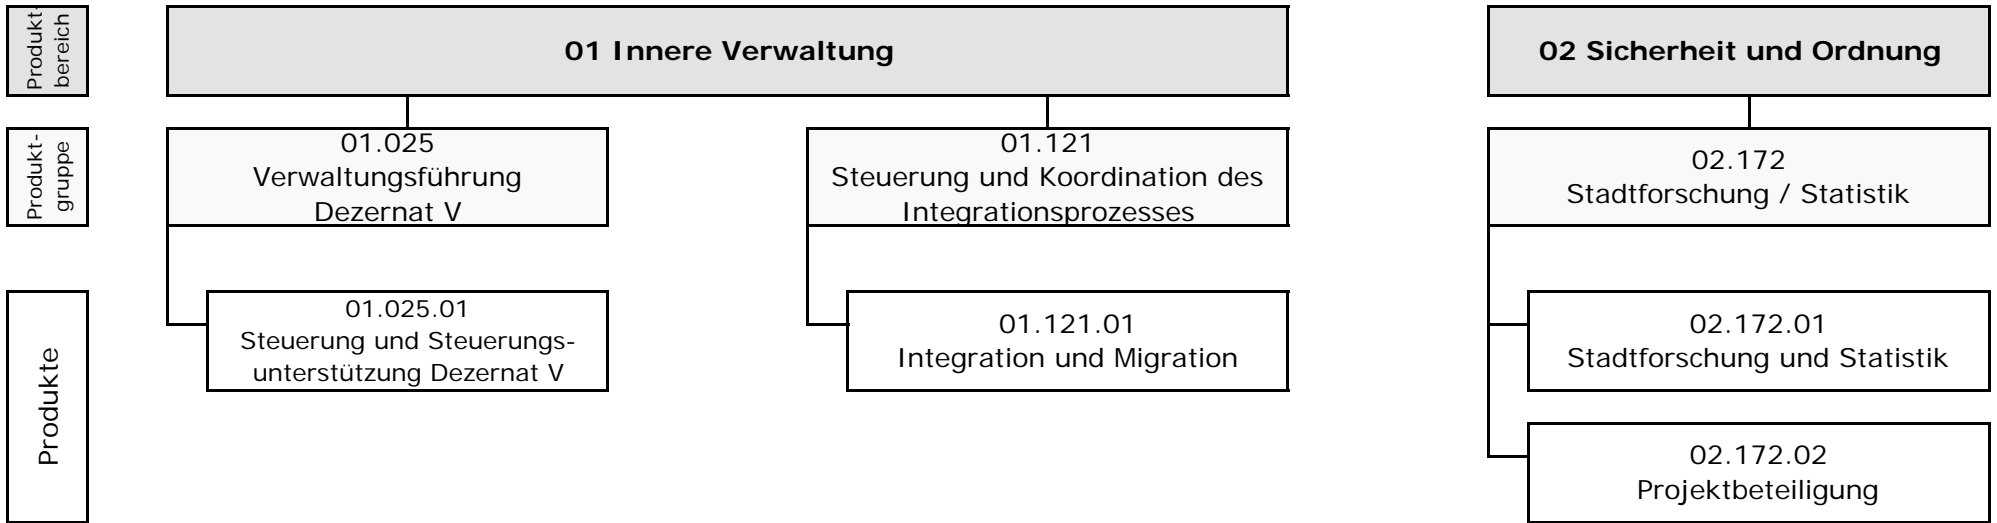 Produkt-
bereich
01 Innere Verwaltung
02 Sicherheit und Ordnung
Produkt-
gruppe
01.025
Verwaltungsführung
Dezernat V
01.121
Steuerung und Koordination des
Integrationsprozesses
02.172
Stadtforschung / Statistik
Produkte
01.025.01
Steuerung und Steuerungs-
unterstützung Dezernat V
01.121.01
Integration und Migration
02.172.01
Stadtforschung und Statistik
02.172.02
Projektbeteiligung